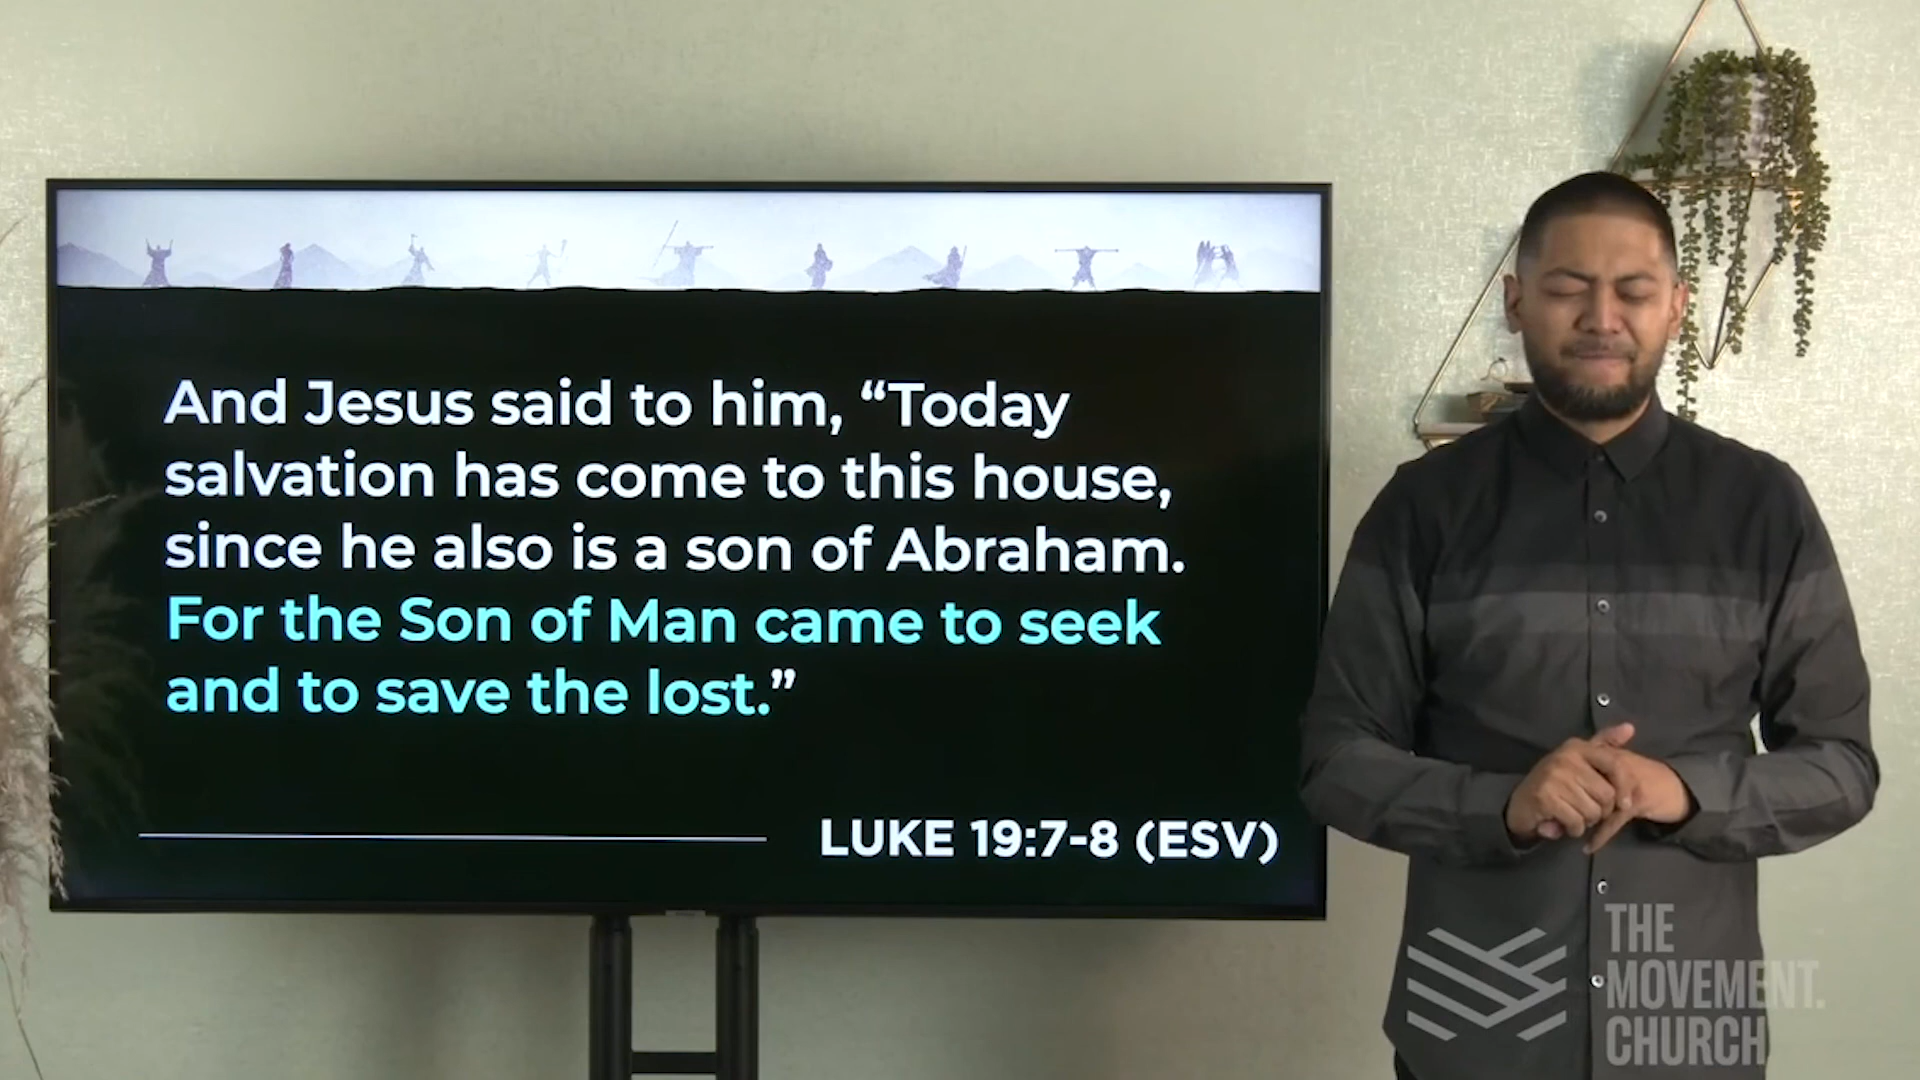 And Jesus said to him, “Today
salvation has come to this house,
since he also is a son of Abraham.
For the Son of Man came to seek
and to save the lost.”
LUKE 19:7-8 (ESV)
THE
MOVEMENT.
CHURCH